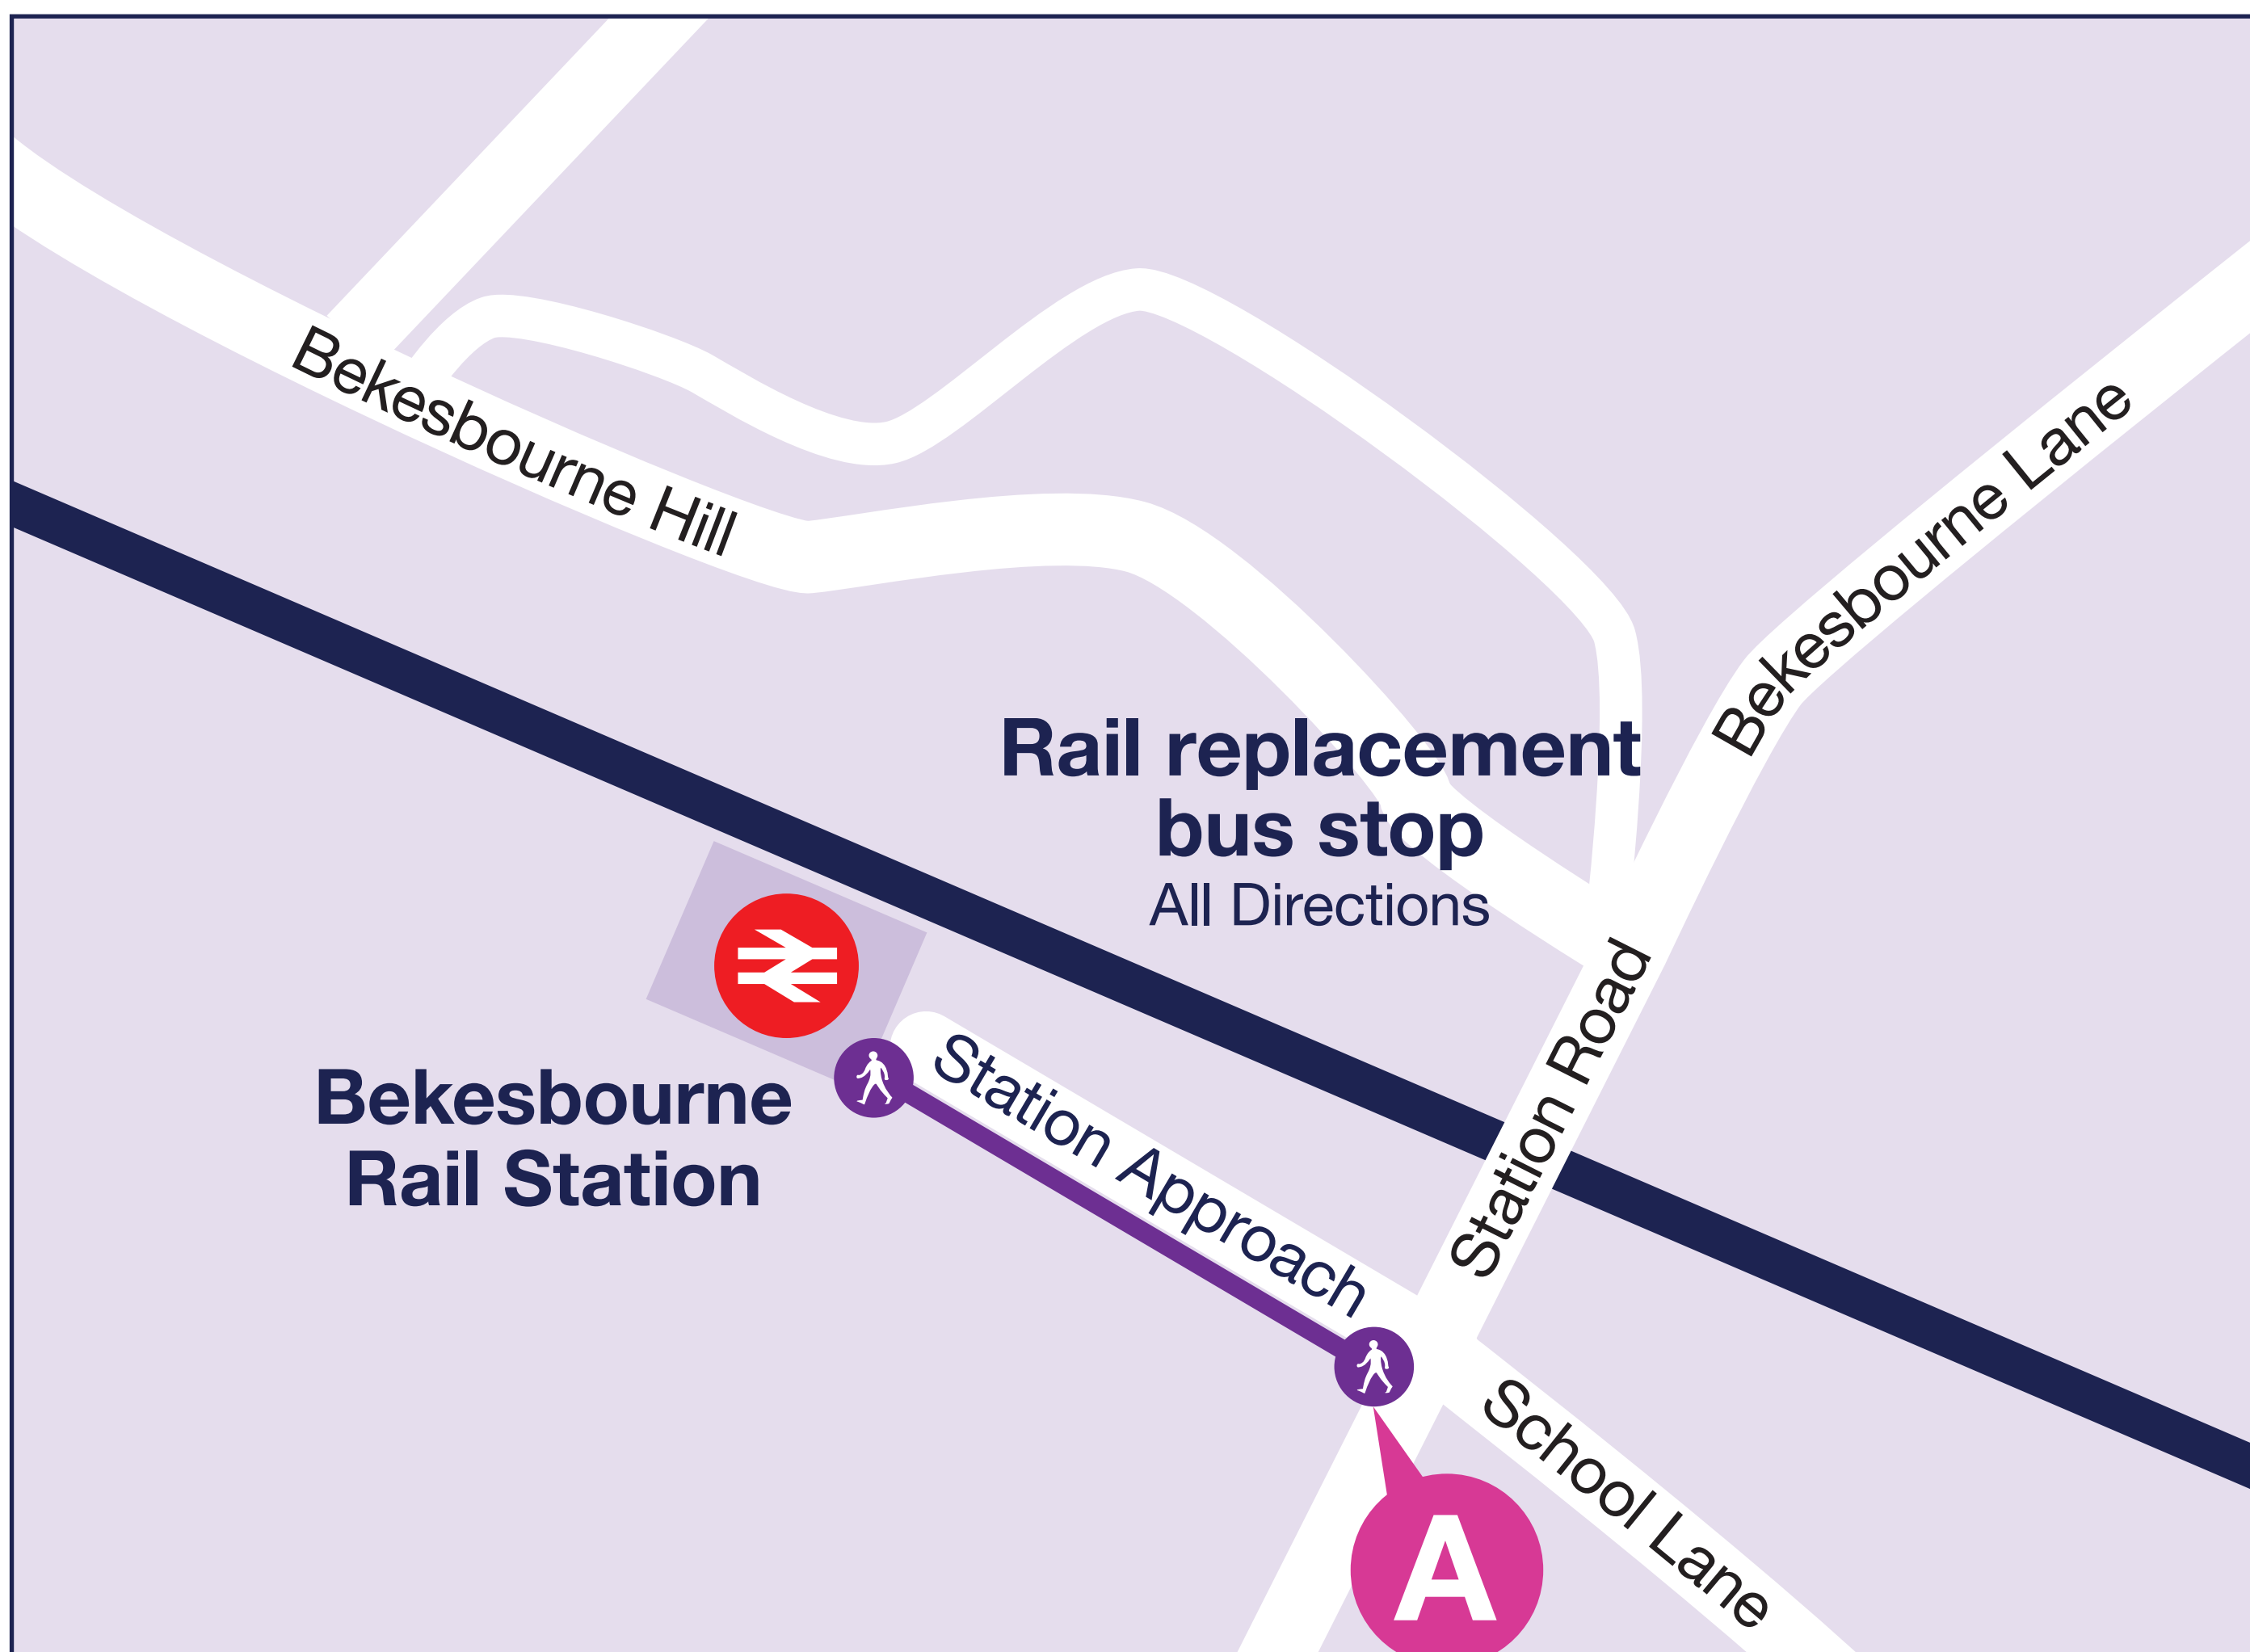 Bekesbourne Hill
Bekesbourne Lane
Rail replacement
bus stop
All Directions
Station Road
Bekesbourne
Rail Station
Station Approach
School Lane
A